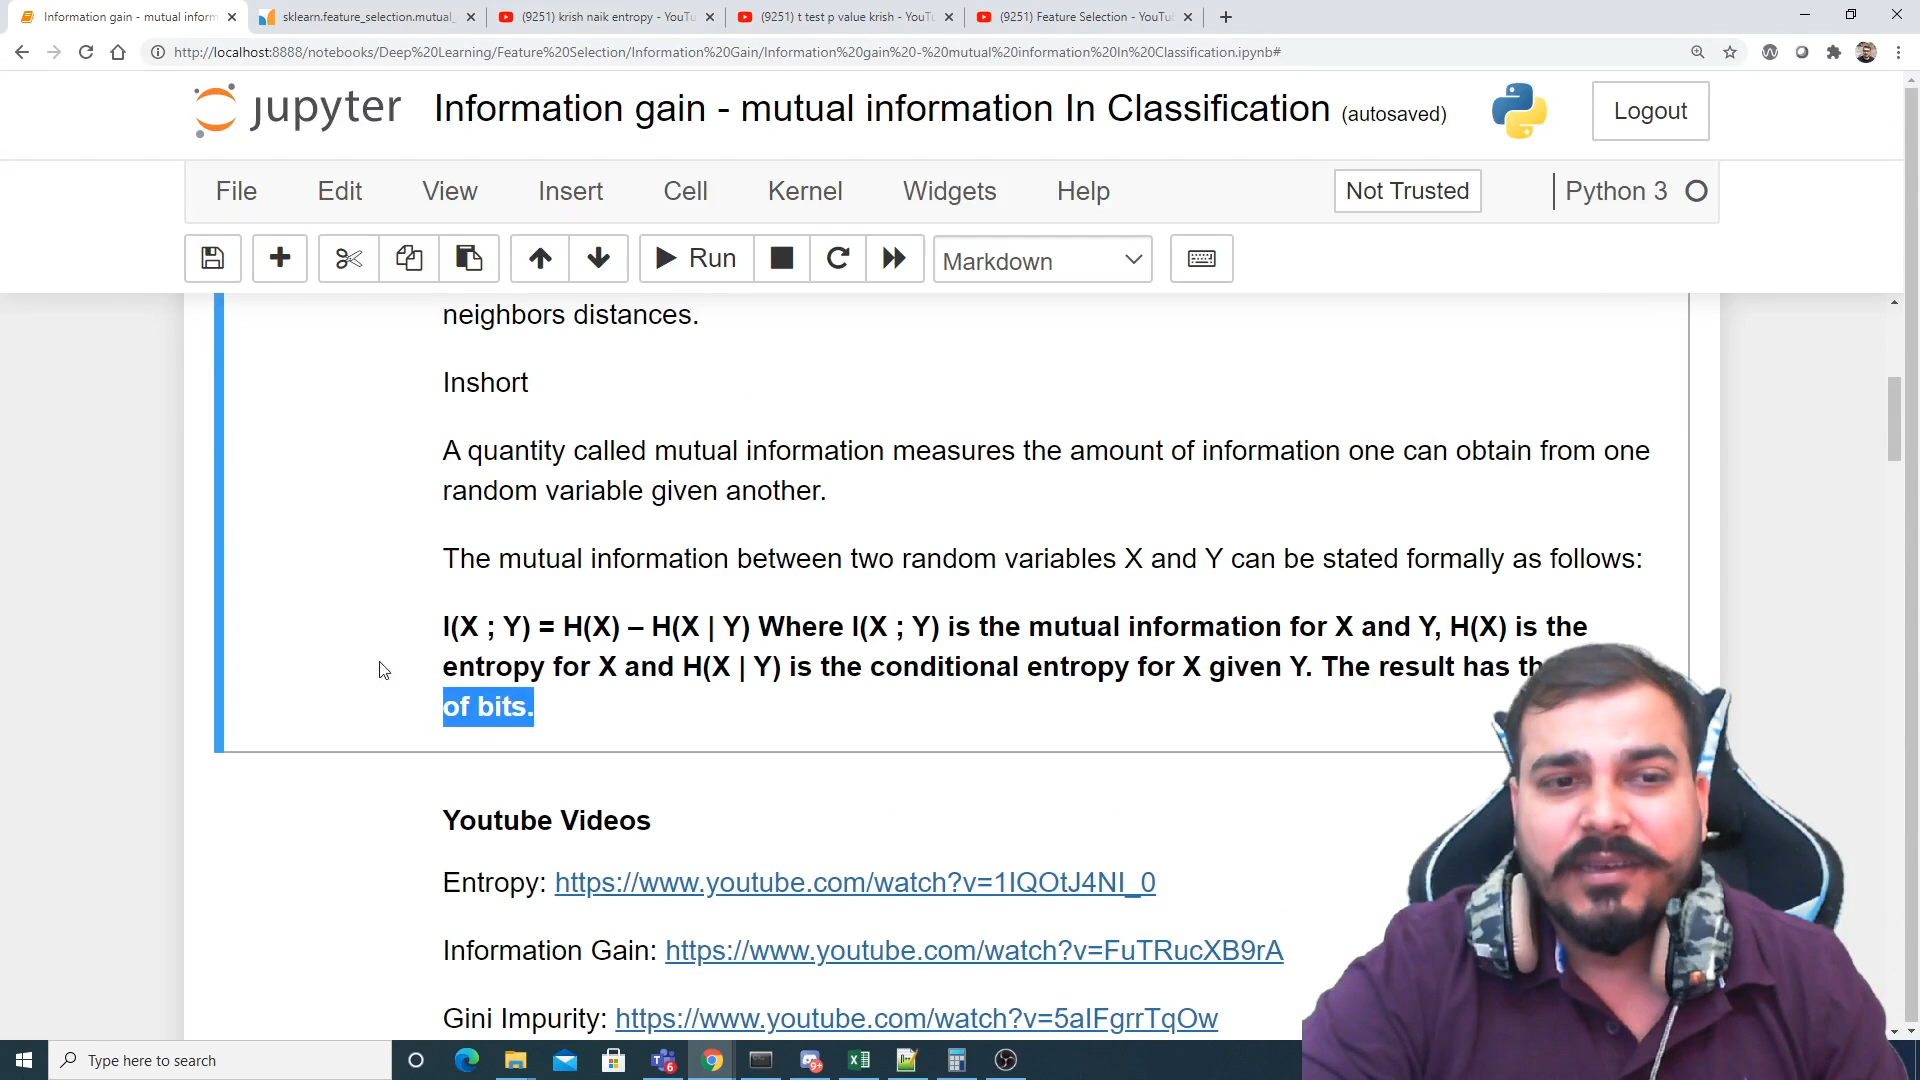 Information gain - mutual inform
sklearn.feature_selection.mutual_
(9251) krish naik entropy - YouTu
(9251) t test p value krish - YouTu
(9251) Feature Selection - YouTu
http://localhost:8888/notebooks/Deep%20Learning/Feature%20Selection/Information%20Gain/Information%20gain%20-%20mutual%20information%20In%20Classification.ipynb#
jupyter Information gain - mutual information In Classification (autosaved) Logout
File Edit View Insert Cell Kernel Widgets Help Not Trusted Python 3
Run Markdown
neighbors distances.
Inshort
A quantity called mutual information measures the amount of information one can obtain from one
random variable given another.
The mutual information between two random variables X and Y can be stated formally as follows:
I(X ; Y) = H(X) – H(X | Y) Where I(X ; Y) is the mutual information for X and Y, H(X) is the
entropy for X and H(X | Y) is the conditional entropy for X given Y. The result has
of bits.
Youtube Videos
Entropy: https://www.youtube.com/watch?v=1IQOtJ4NI_0
Information Gain: https://www.youtube.com/watch?v=FuTRucXB9rA
Gini Impurity: https://www.youtube.com/watch?v=5aIFgrrTqOw
Type here to search